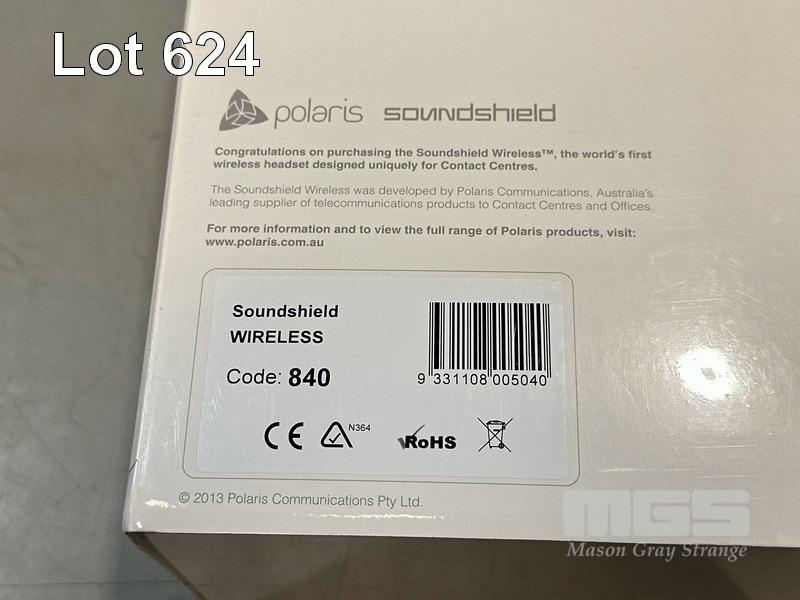 Lot 624
polaris soundshield
Congratulations on purchasing the Soundshield Wireless™, the world's first
wireless headset designed uniquely for Contact Centres.
The Soundshield Wireless was developed by Polaris Communications, Australia's
leading supplier of telecommunications products to Contact Centres and Offices.
For more information and to view the full range of Polaris products, visit:
www.polaris.com.au
Soundshield
WIRELESS
Code: 840
9 331108 005040
CE N364 RoHS
© 2013 Polaris Communications Pty Ltd.
MGS
Mason Gray Strange